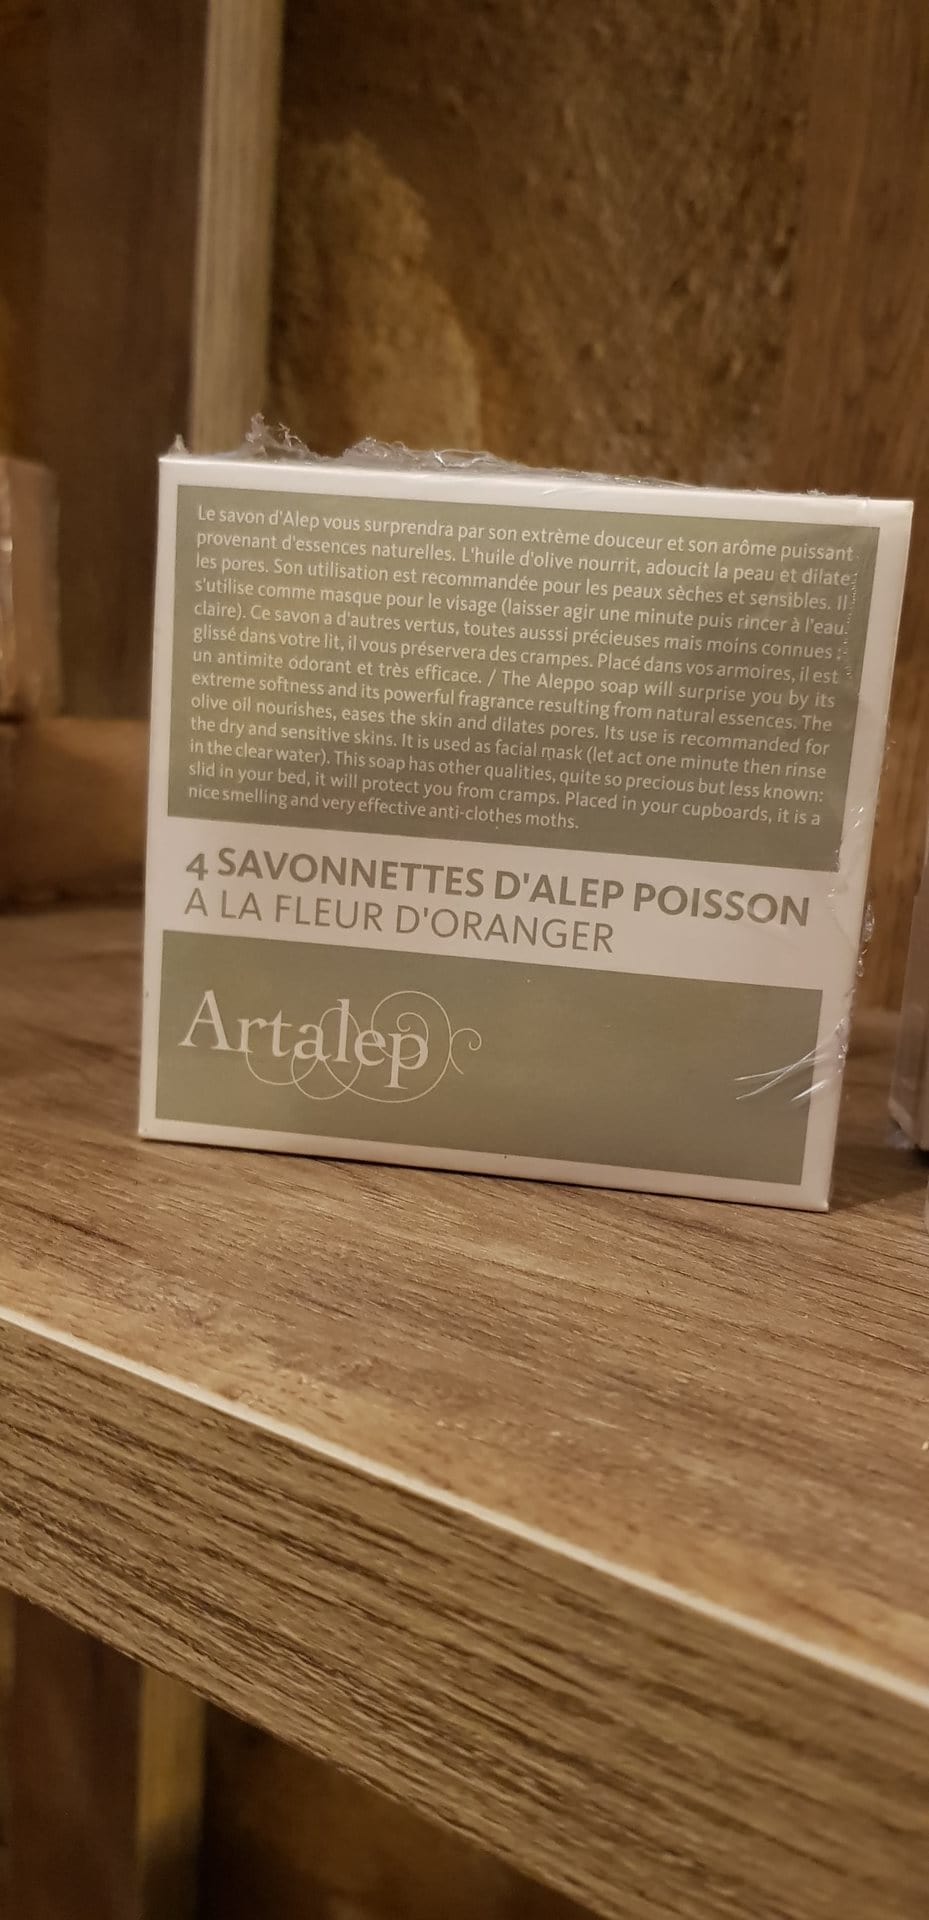 Le savon d'Alep vous surprendra par son extrème douceur et son arôme puissant
provenant d'essences naturelles. L'huile d'olive nourrit, adoucit la peau et dilate
les pores. Son utilisation est recommandée pour les peaux sèches et sensibles. Il
s'utilise comme masque pour le visage (laisser agir une minute puis rincer à l'eau
claire). Ce savon a d'autres vertus, toutes ausssi précieuses mais moins connues :
glissé dans votre lit, il vous préservera des crampes. Placé dans vos armoires, il est
un antimite odorant et très efficace. / The Aleppo soap will surprise you by its
extreme softness and its powerful fragrance resulting from natural essences. The
olive oil nourishes, eases the skin and dilates pores. Its use is recommanded for
the dry and sensitive skins. It is used as facial mask (let act one minute then rinse
in the clear water). This soap has other qualities, quite so precious but less known:
slid in your bed, it will protect you from cramps. Placed in your cupboards, it is a
nice smelling and very effective anti-clothes moths.
4 SAVONNETTES D'ALEP POISSON
A LA FLEUR D'ORANGER
Artalep